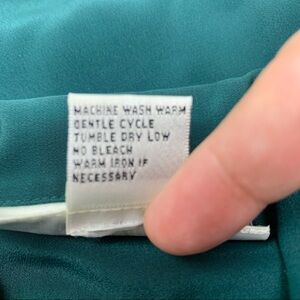 MACHINE WASH WARM
GENTLE CYCLE
TUMBLE DRY LOW
NO BLEACH
WARM IRON IF
NECESSARY